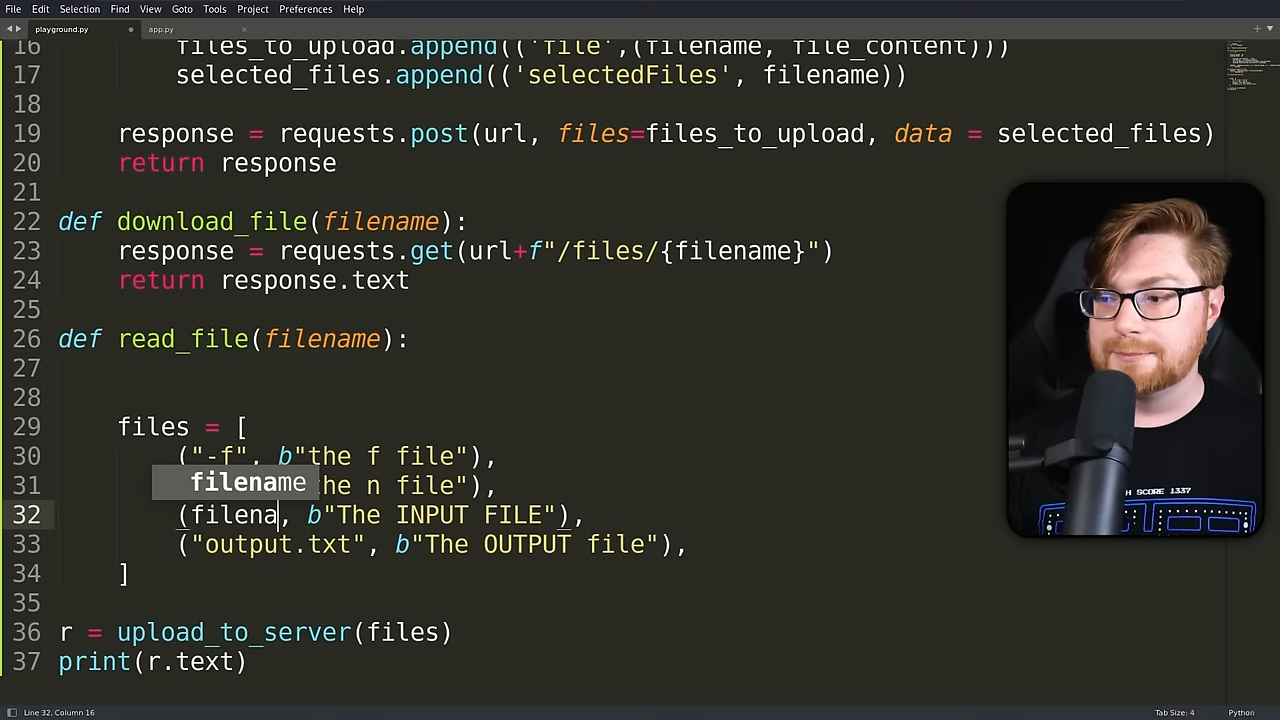 File Edit Selection Find View Goto Tools Project Preferences Help
playground.py app.py
16 files_to_upload.append(('file',(filename, file_content)))
17 selected_files.append(('selectedFiles', filename))
18
19 response = requests.post(url, files=files_to_upload, data = selected_files)
20 return response
21
22 def download_file(filename):
23 response = requests.get(url+f"/files/{filename}")
24 return response.text
25
26 def read_file(filename):
27
28
29 files = [
30 ("-f", b"the f file"),
31 filename he n file"),
32 (filena, b"The INPUT FILE"),
33 ("output.txt", b"The OUTPUT file"),
34 ]
35
36 r = upload_to_server(files)
37 print(r.text)
H SCORE 1337
Line 32, Column 16 Tab Size: 4 Python